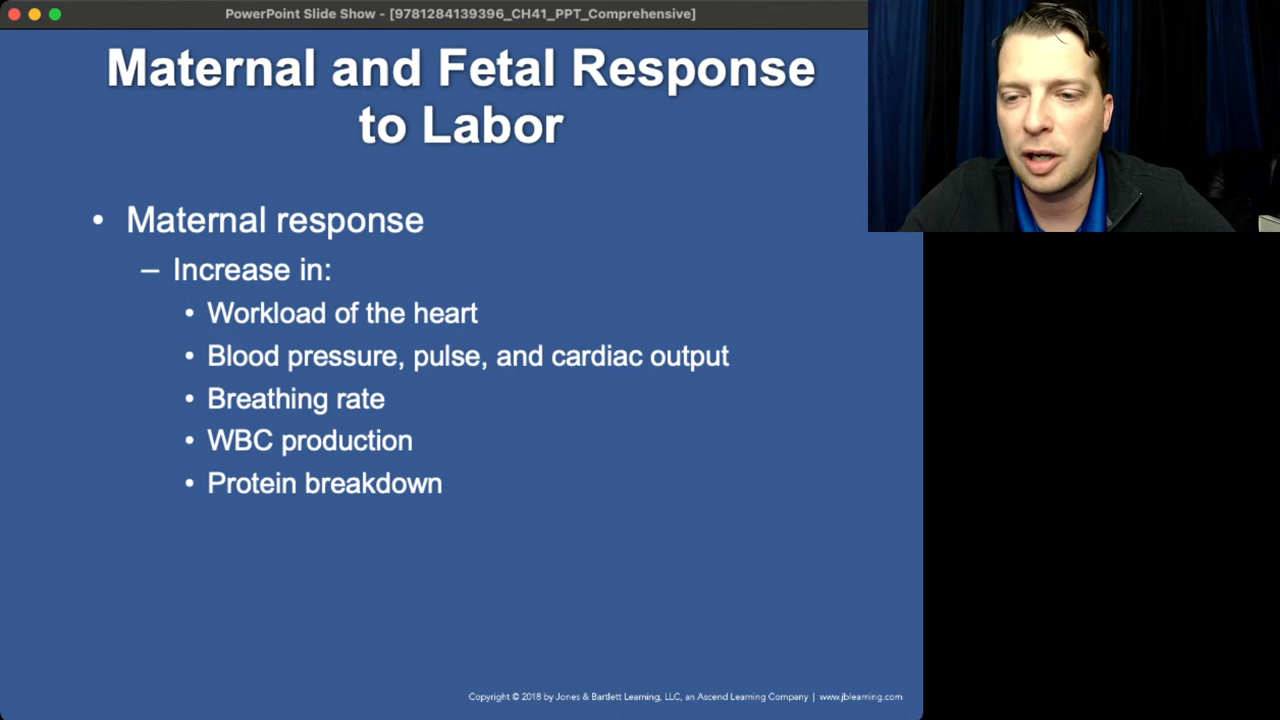 PowerPoint Slide Show - [9781284139396_CH41_PPT_Comprehensive]
Maternal and Fetal Response
to Labor
• Maternal response
– Increase in:
• Workload of the heart
• Blood pressure, pulse, and cardiac output
• Breathing rate
• WBC production
• Protein breakdown
Copyright © 2018 by Jones & Bartlett Learning, LLC, an Ascend Learning Company | www.jblearning.com